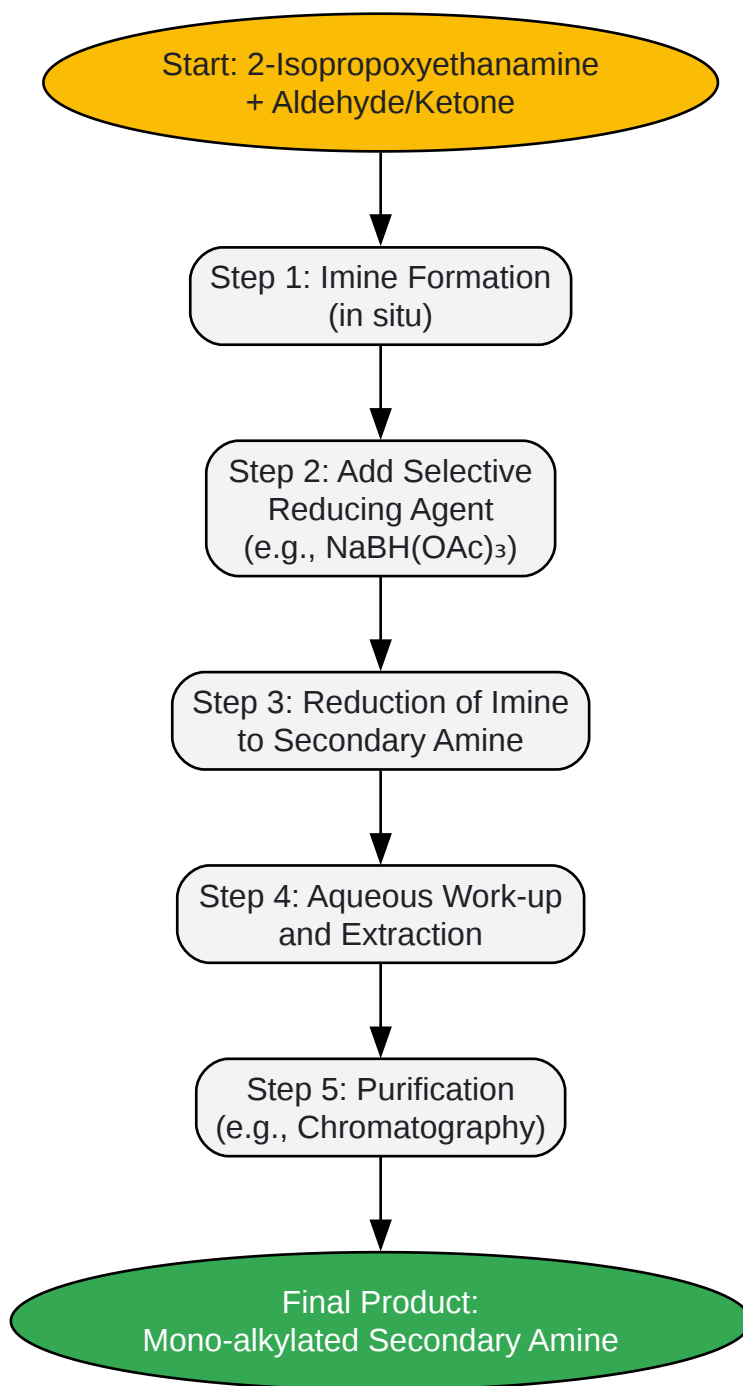 Start: 2-Isopropoxyethanamine
+ Aldehyde/Ketone
Step 1: Imine Formation
(in situ)
Step 2: Add Selective
Reducing Agent
(e.g., NaBH(OAc)₃)
Step 3: Reduction of Imine
to Secondary Amine
Step 4: Aqueous Work-up
and Extraction
Step 5: Purification
(e.g., Chromatography)
Final Product:
Mono-alkylated Secondary Amine